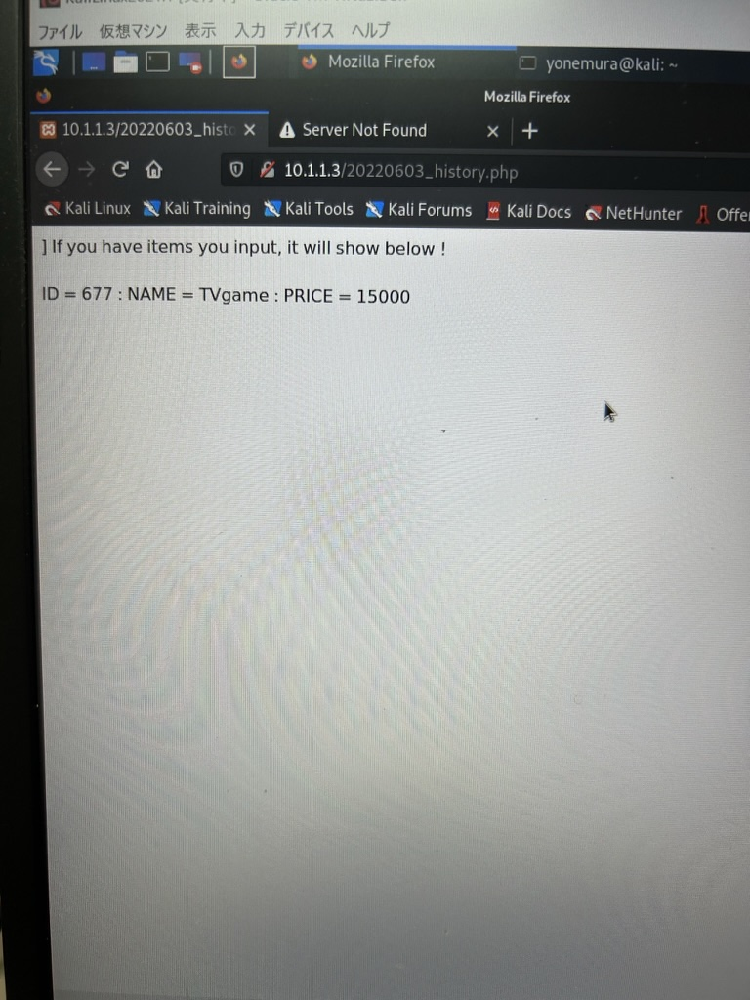 ファイル 仮想マシン 表示 入力 デバイス ヘルプ
Mozilla Firefox yonemura@kali: ~
Mozilla Firefox
10.1.1.3/20220603_histo Server Not Found
10.1.1.3/20220603_history.php
Kali Linux Kali Training Kali Tools Kali Forums Kali Docs NetHunter Offe
] If you have items you input, it will show below !
ID = 677 : NAME = TVgame : PRICE = 15000